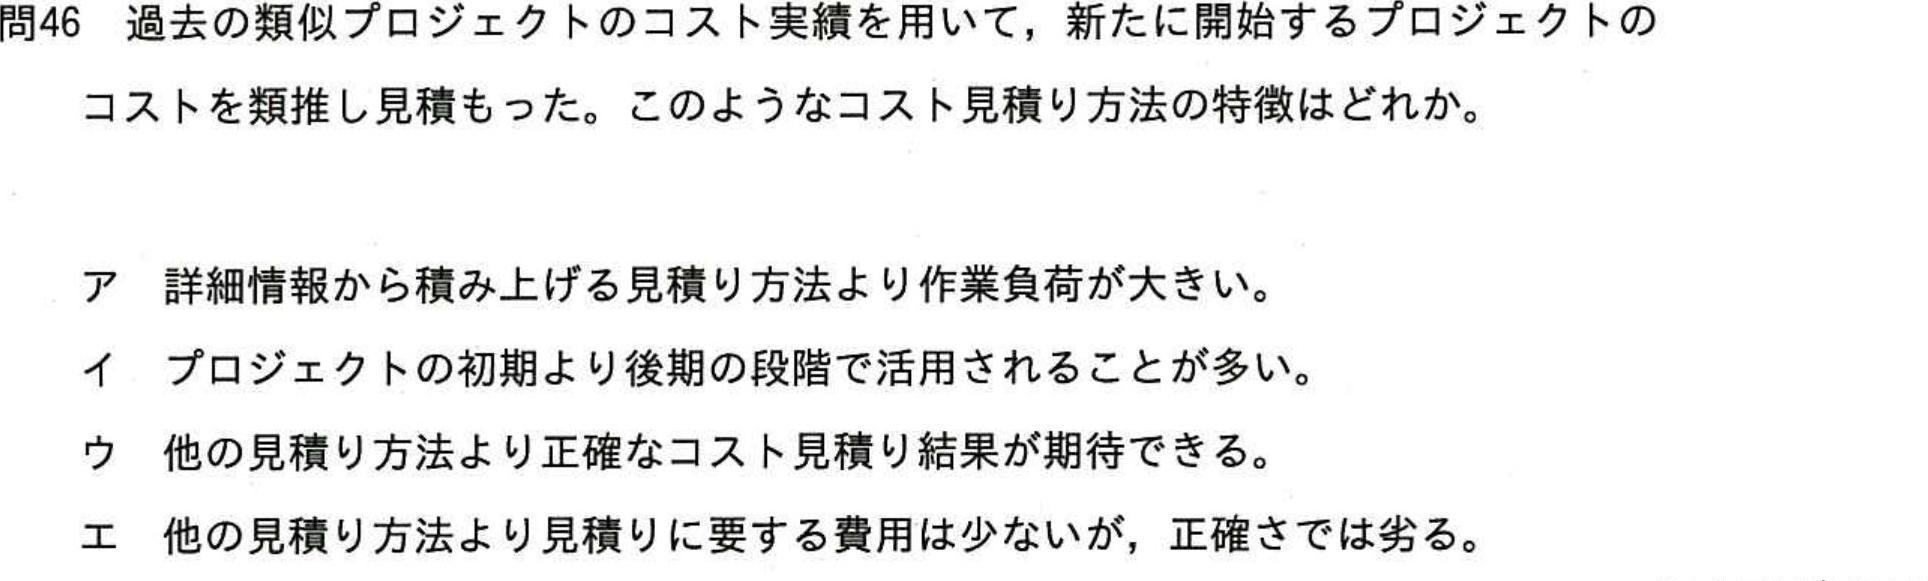 問46 過去の類似プロジェクトのコスト実績を用いて，新たに開始するプロジェクトの
コストを類推し見積もった。このようなコスト見積り方法の特徴はどれか。
ア 詳細情報から積み上げる見積り方法より作業負荷が大きい。
イ プロジェクトの初期より後期の段階で活用されることが多い。
ウ 他の見積り方法より正確なコスト見積り結果が期待できる。
エ 他の見積り方法より見積りに要する費用は少ないが，正確さでは劣る。